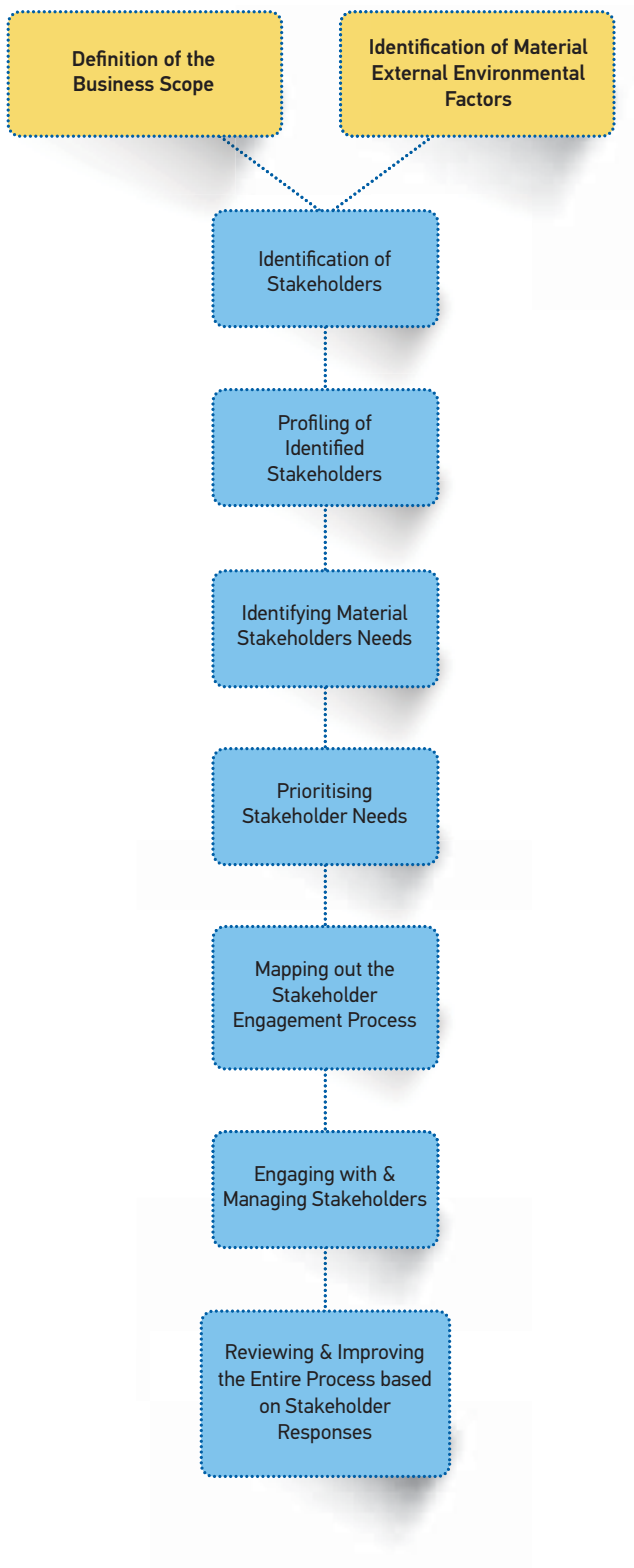 Definition of the
Business Scope
Identification of Material
External Environmental
Factors
Identification of
Stakeholders
Profiling of
Identified
Stakeholders
Identifying Material
Stakeholders Needs
Prioritising
Stakeholder Needs
Mapping out the
Stakeholder
Engagement Process
Engaging with &
Managing Stakeholders
Reviewing & Improving
the Entire Process based
on Stakeholder
Responses